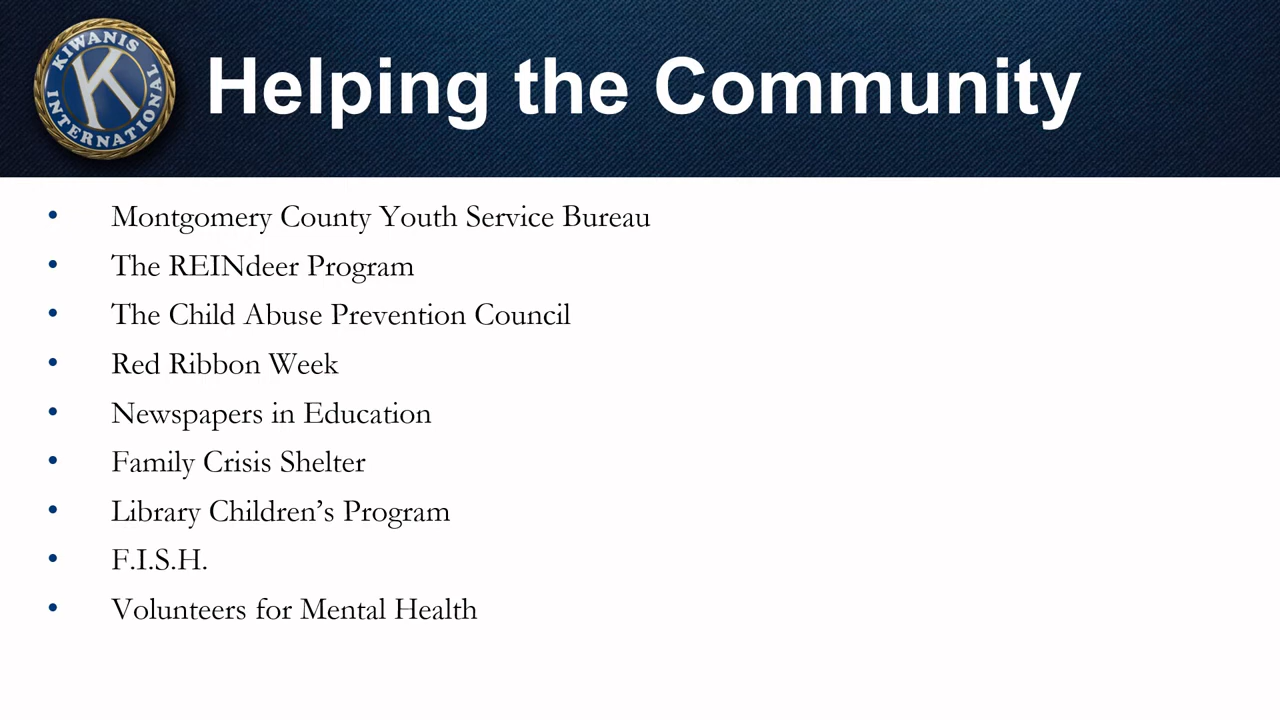 KIWANIS
K
INTERNATIONAL
Helping the Community
• Montgomery County Youth Service Bureau
• The REINdeer Program
• The Child Abuse Prevention Council
• Red Ribbon Week
• Newspapers in Education
• Family Crisis Shelter
• Library Children’s Program
• F.I.S.H.
• Volunteers for Mental Health